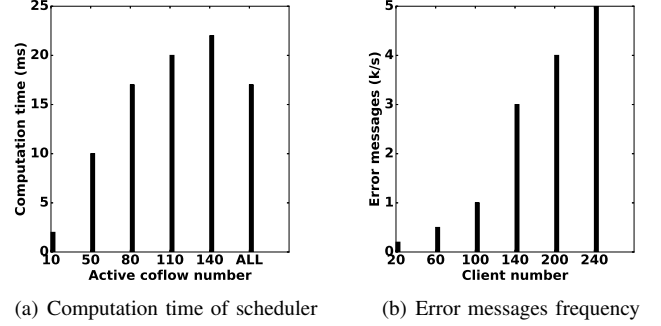 25
20
15
10
5
0
Computation time (ms)
10 50 80 110 140 ALL
Active coflow number
(a) Computation time of scheduler
5
4
3
2
1
0
Error messages (k/s)
20 60 100 140 200 240
Client number
(b) Error messages frequency